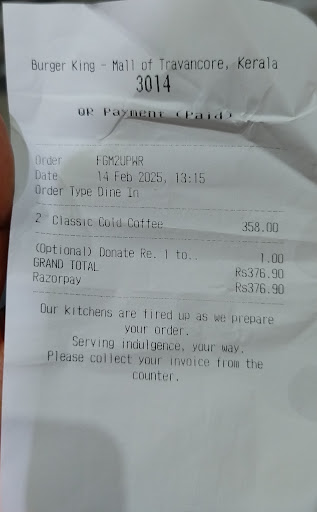 Burger King - Mall of Travancore, Kerala
3014
QR Payment (Paid)
Order FGM2UPWR
Date 14 Feb 2025, 13:15
Order Type Dine In
2 Classic Cold Coffee 358.00
(Optional) Donate Re. 1 to.. 1.00
GRAND TOTAL Rs376.90
Razorpay Rs376.90
Our kitchens are fired up as we prepare
your order.
Serving indulgence, your way.
Please collect your invoice from the
counter.